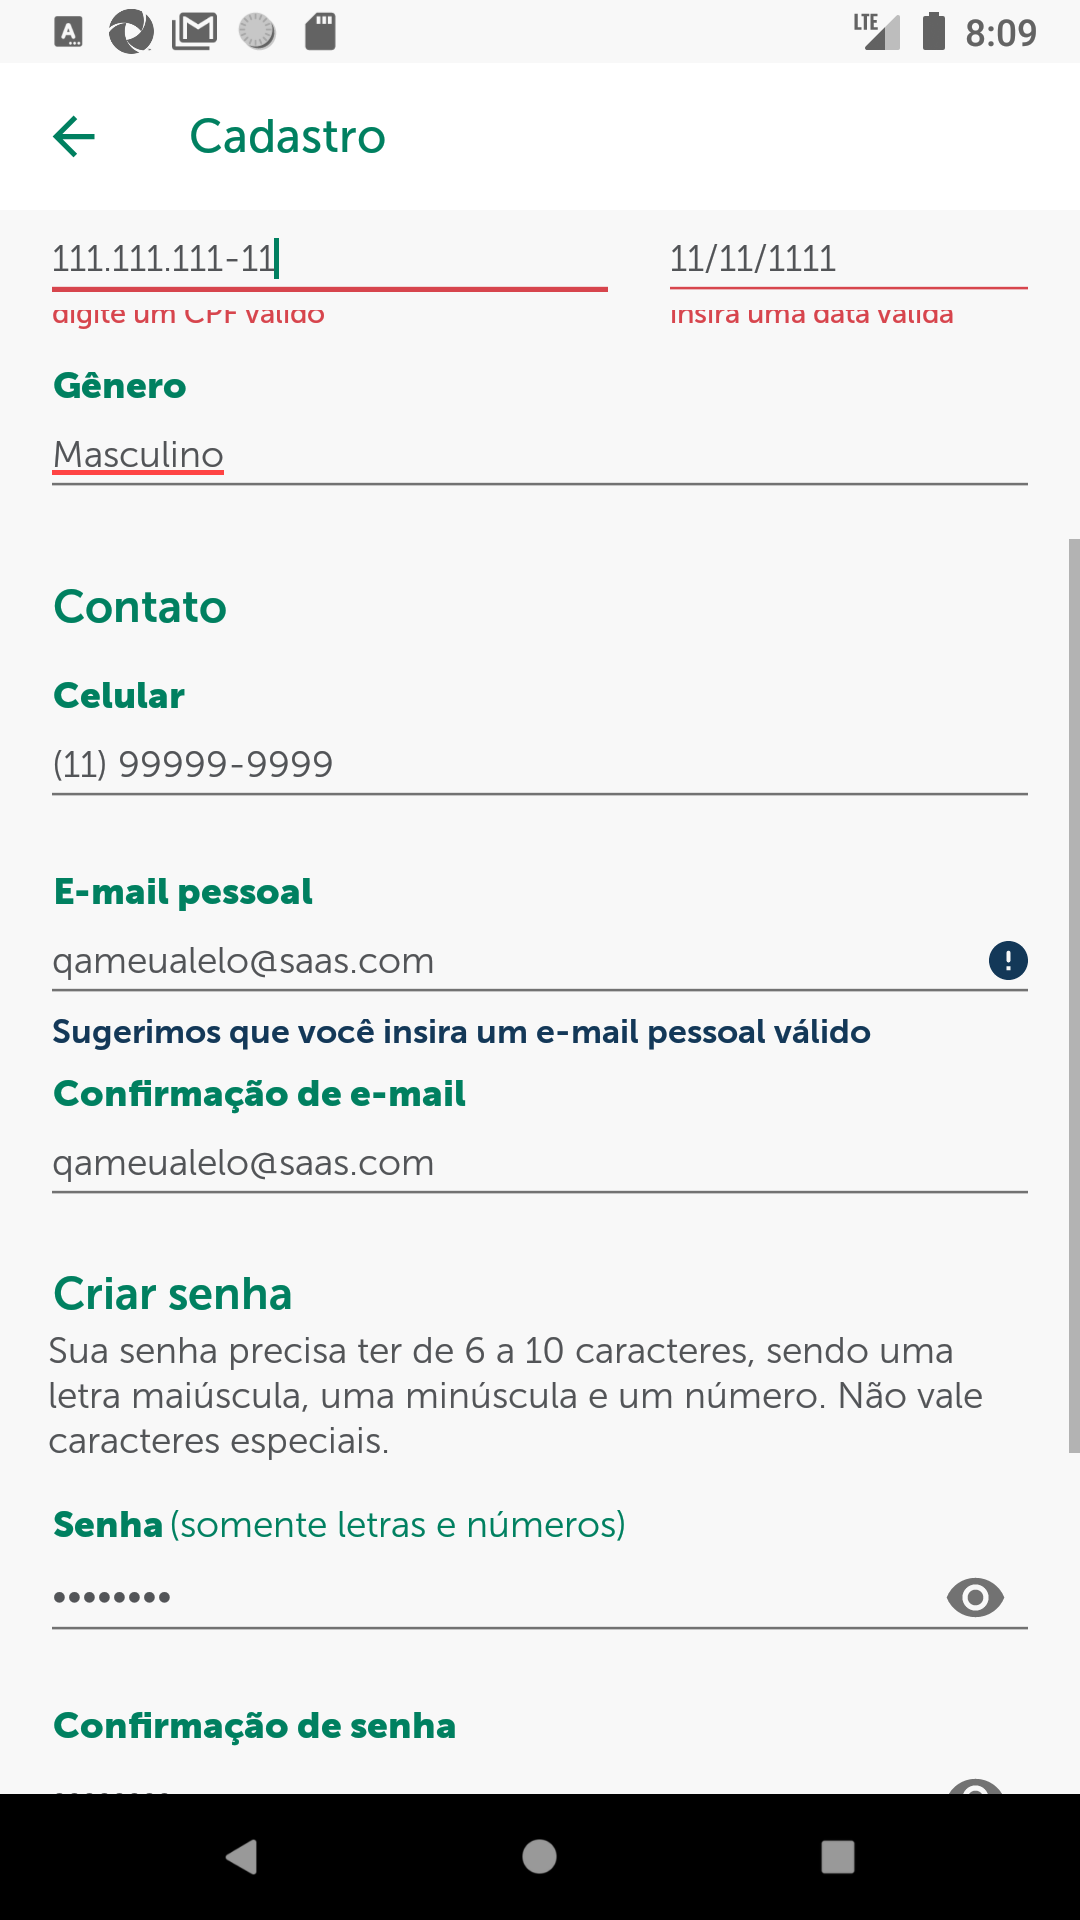 LTE 8:09
Cadastro
111.111.111-11 11/11/1111
digite um CPF válido insira uma data válida
Gênero
Masculino
Contato
Celular
(11) 99999-9999
E-mail pessoal
qameualelo@saas.com
Sugerimos que você insira um e-mail pessoal válido
Confirmação de e-mail
qameualelo@saas.com
Criar senha
Sua senha precisa ter de 6 a 10 caracteres, sendo uma
letra maiúscula, uma minúscula e um número. Não vale
caracteres especiais.
Senha (somente letras e números)
••••••••
Confirmação de senha